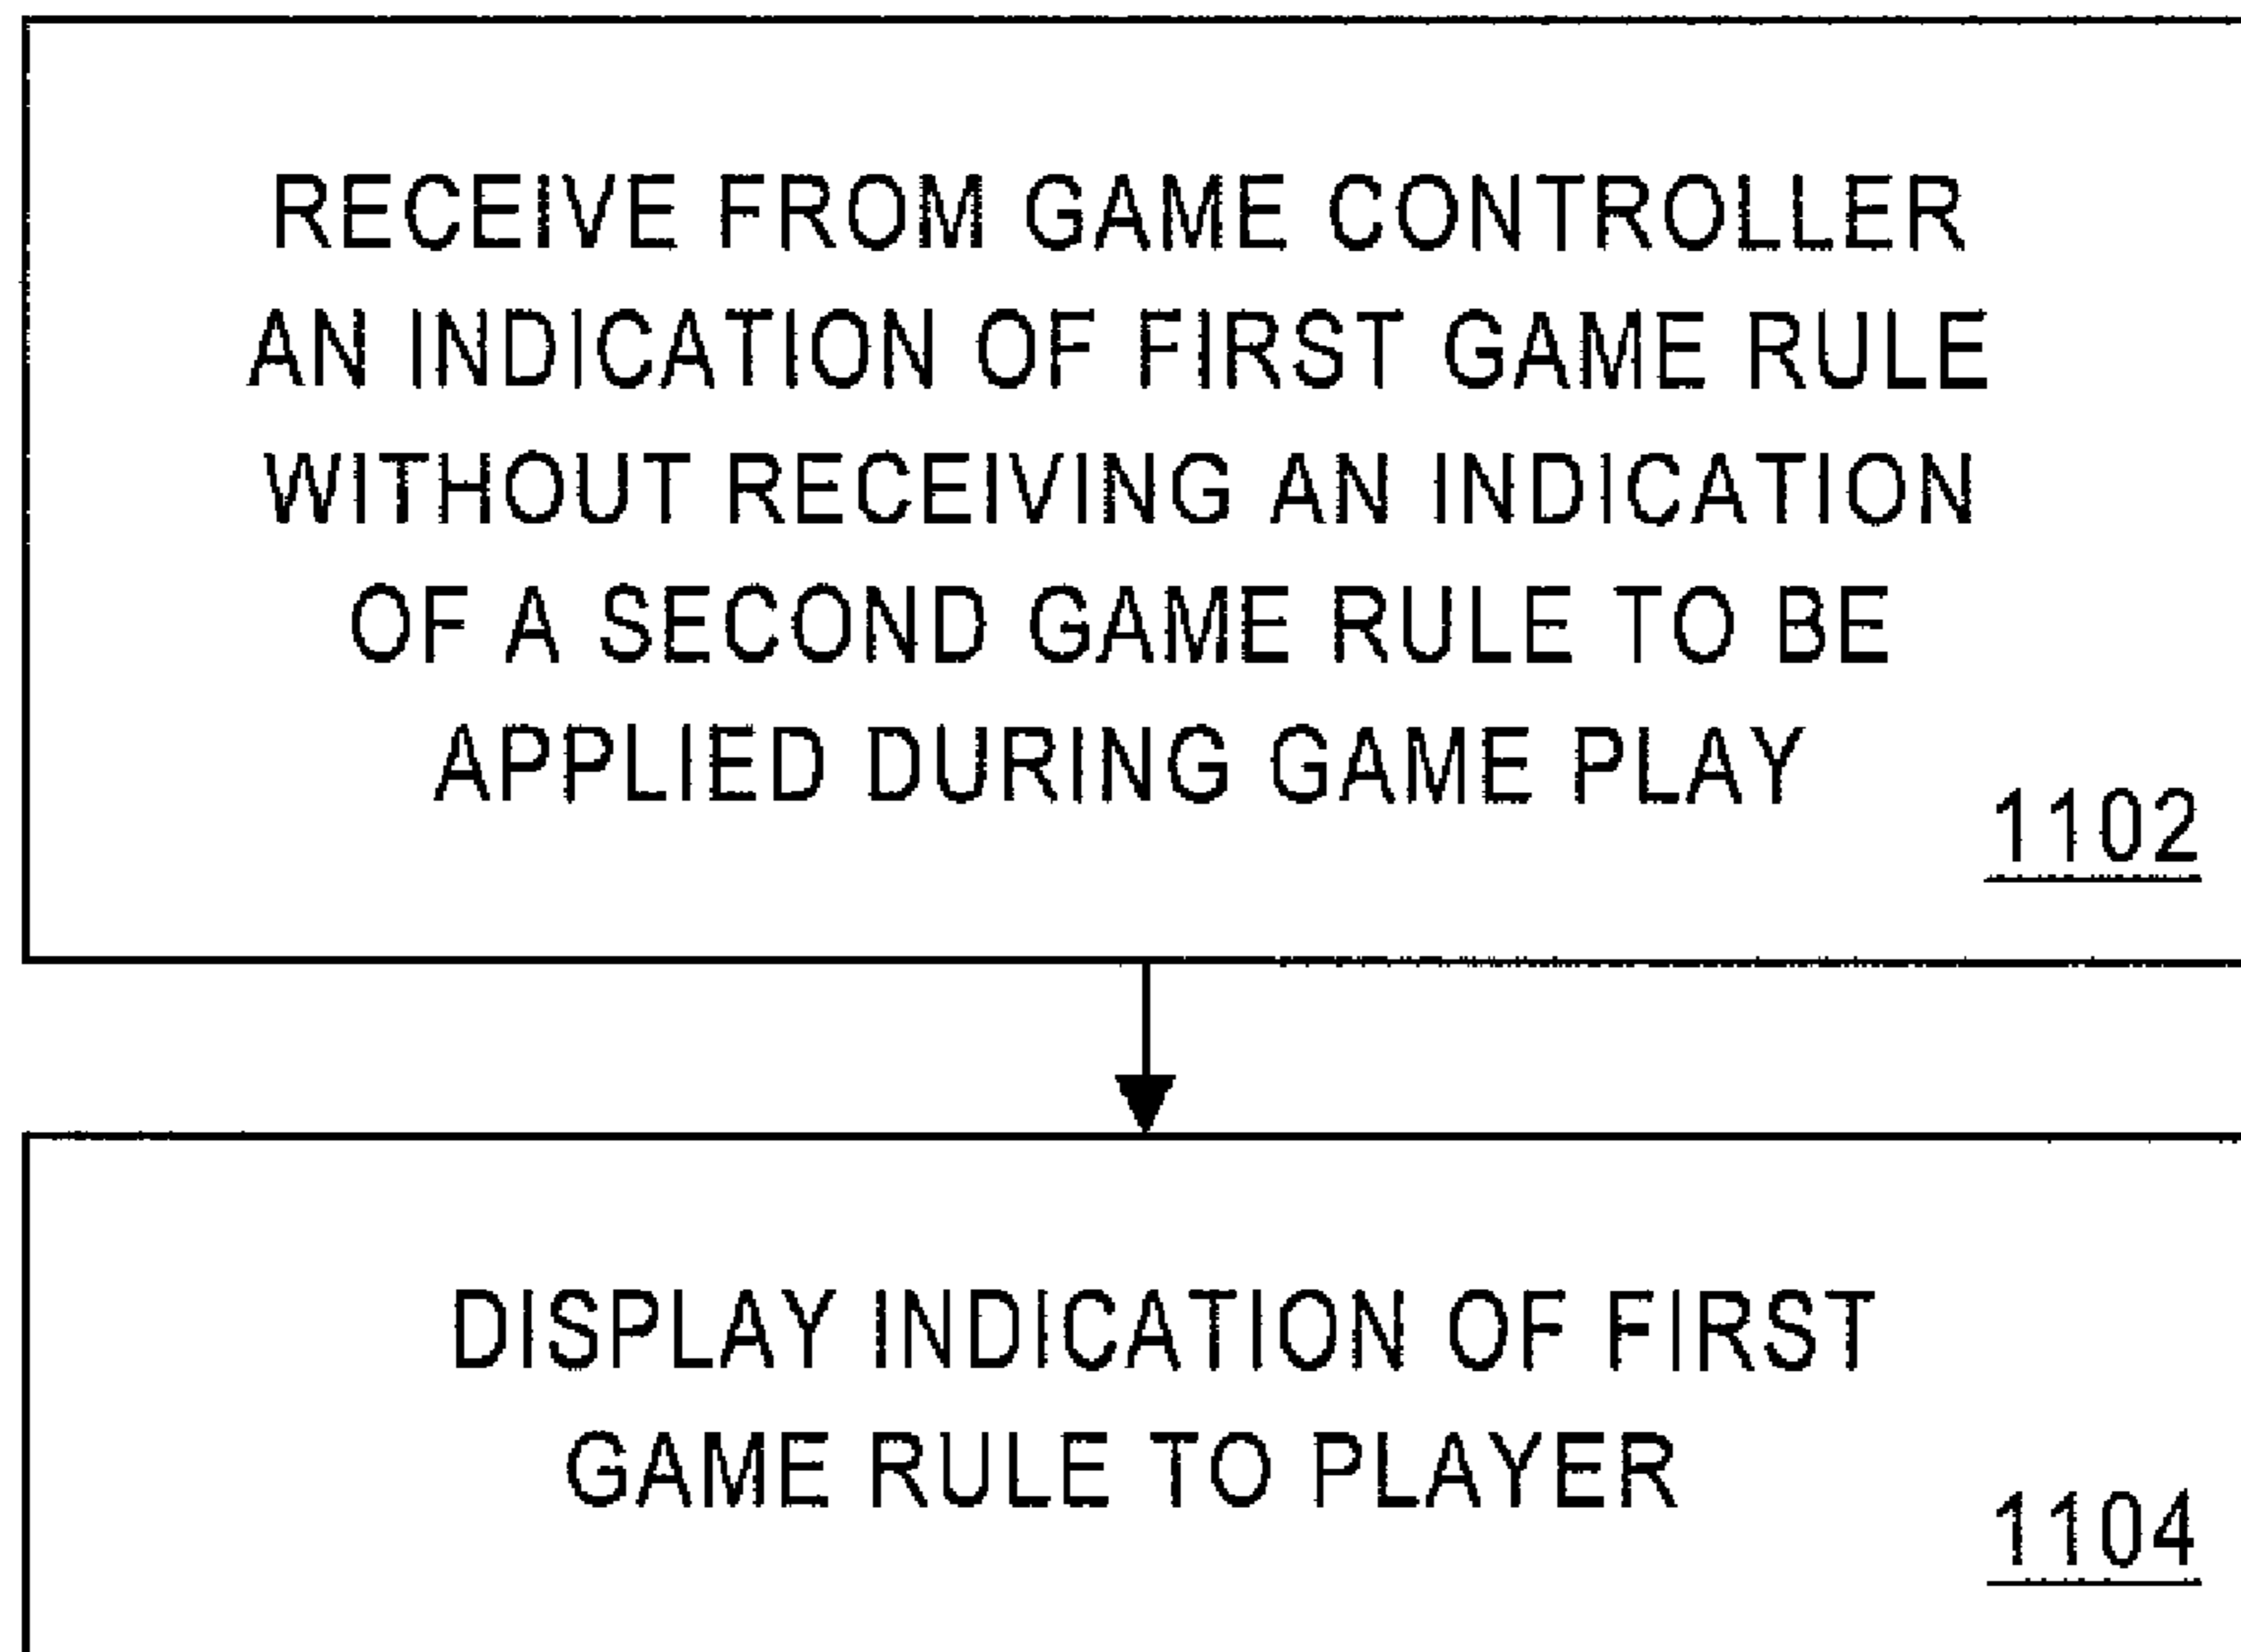 RECEIVE FROM GAME CONTROLLER
AN INDICATION OF FIRST GAME RULE
WITHOUT RECEIVING AN INDICATION
OF A SECOND GAME RULE TO BE
APPLIED DURING GAME PLAY
1102
DISPLAY INDICATION OF FIRST
GAME RULE TO PLAYER
1104